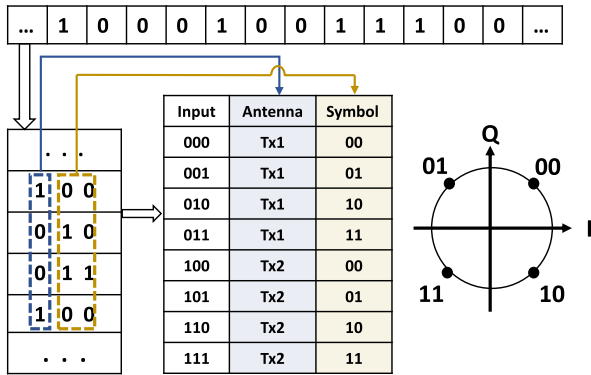 ... 1 0 0 0 1 0 0 1 1 1 0 0 ...
. . .
1 0 0
0 1 0
0 1 1
1 0 0
. . .
Input Antenna Symbol
000 Tx1 00
001 Tx1 01
010 Tx1 10
011 Tx1 11
100 Tx2 00
101 Tx2 01
110 Tx2 10
111 Tx2 11
Q
01 00
I
11 10